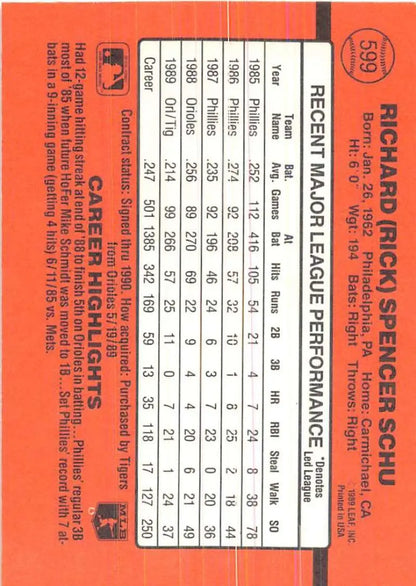 599
RICHARD (RICK) SPENCER SCHU
Born: Jan. 26, 1962 Philadelphia, PA Home: Carmichael, CA
Ht: 6' 0" Wgt: 194 Bats: Right Throws: Right
©1989 LEAF, INC.
Printed in USA
RECENT MAJOR LEAGUE PERFORMANCE
*Denotes
Led League
Team Bat. At
Year Name Avg. Games Bat Hits Runs 2B 3B HR RBI Steal Walk SO
1985 Phillies .252 112 416 105 54 21 4 7 24 8 38 78
1986 Phillies .274 92 208 57 32 10 1 8 25 2 18 44
1987 Phillies .235 92 196 46 24 6 3 7 23 0 20 36
1988 Orioles .256 89 270 69 22 9 4 4 20 6 21 49
1989 Ori/Tig .214 99 266 57 25 11 0 7 21 1 24 37
Career .247 501 1385 342 169 59 13 35 118 17 127 250
Contract status: Signed thru 1990 How acquired: Purchased by Tigers
from Orioles 5/19/89
MLB
CAREER HIGHLIGHTS
Had 12-game hitting streak at end of '88 to finish 5th on Orioles in batting... Phillies' regular 3B
most of '85 when future HoFer Mike Schmidt was moved to 1B... Set Phillies' record with 7 at-
bats in a 9-inning game (getting 4 hits) 6/11/85 vs. Mets.